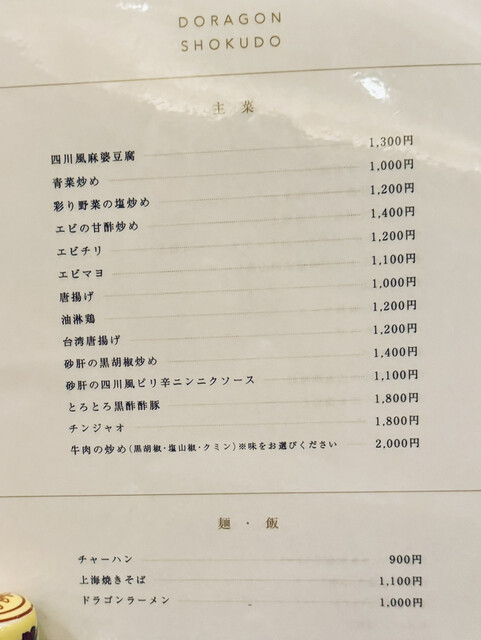 DORAGON
SHOKUDO
主菜
四川風麻婆豆腐 1,300円
青菜炒め 1,000円
彩り野菜の塩炒め 1,200円
エビの甘酢炒め 1,400円
エビチリ 1,200円
エビマヨ 1,100円
唐揚げ 1,000円
油淋鶏 1,200円
台湾唐揚げ 1,200円
砂肝の黒胡椒炒め 1,400円
砂肝の四川風ピリ辛ニンニクソース 1,100円
とろとろ黒酢酢豚 1,800円
チンジャオ 1,800円
牛肉の炒め(黒胡椒・塩山椒・クミン)※味をお選びください 2,000円
麺・飯
チャーハン 900円
上海焼きそば 1,100円
ドラゴンラーメン 1,000円